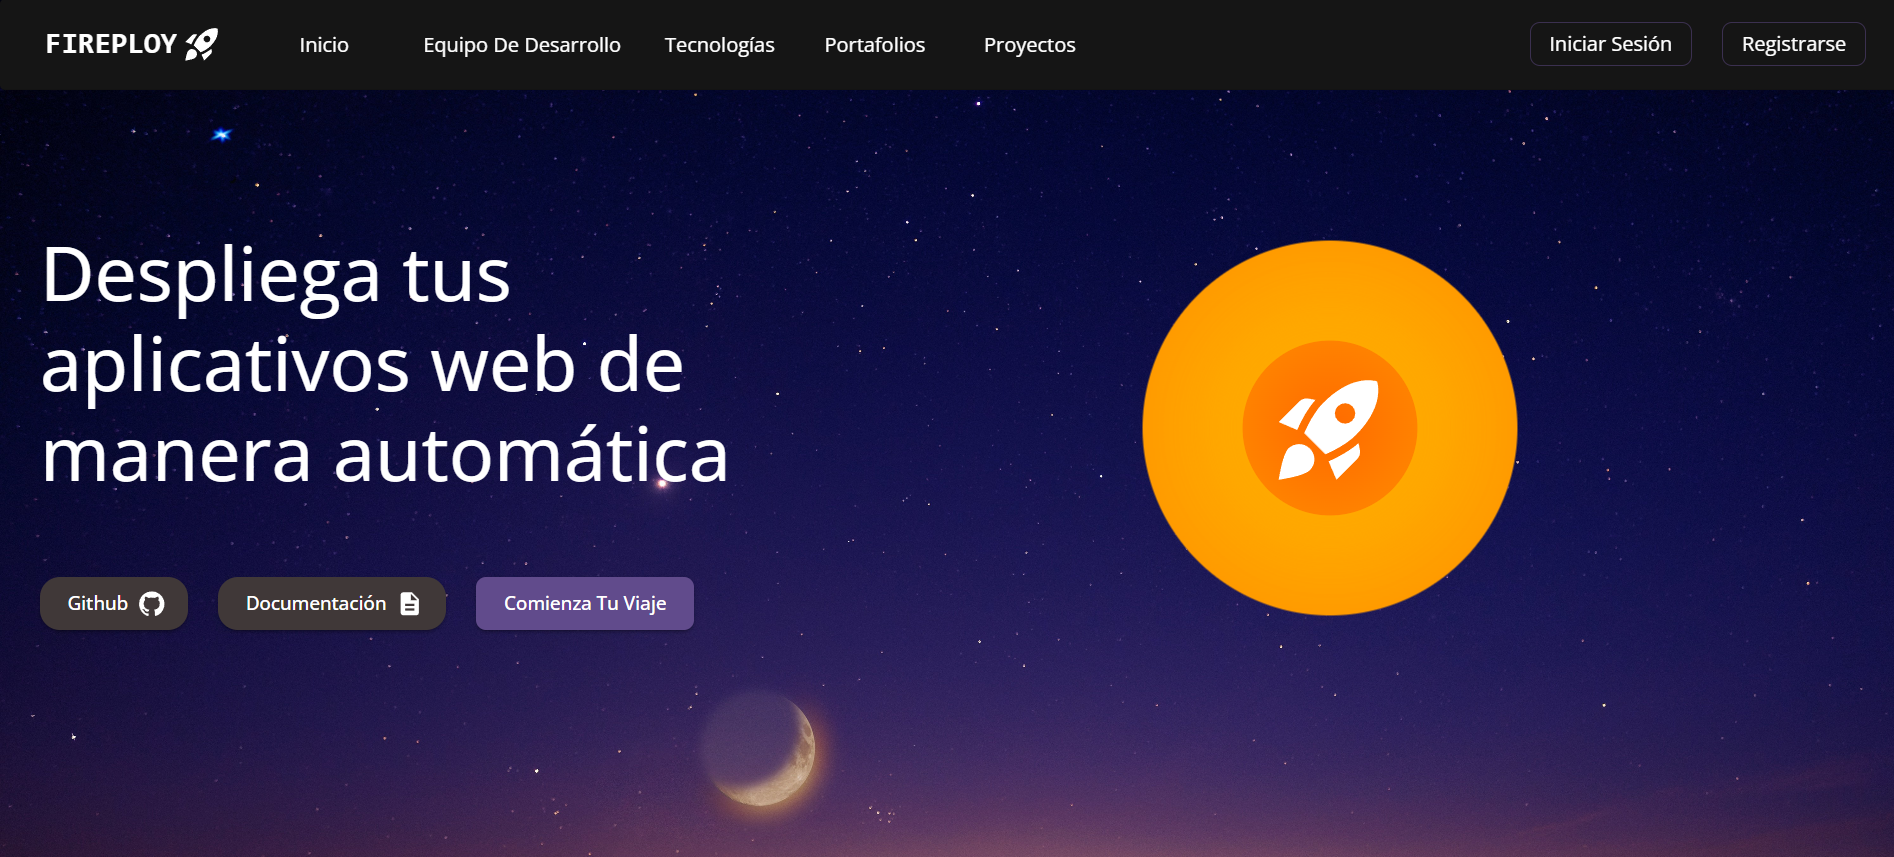 FIREPLOY
Inicio
Equipo De Desarrollo
Tecnologías
Portafolios
Proyectos
Iniciar Sesión
Registrarse
Despliega tus
aplicativos web de
manera automática
Github
Documentación
Comienza Tu Viaje